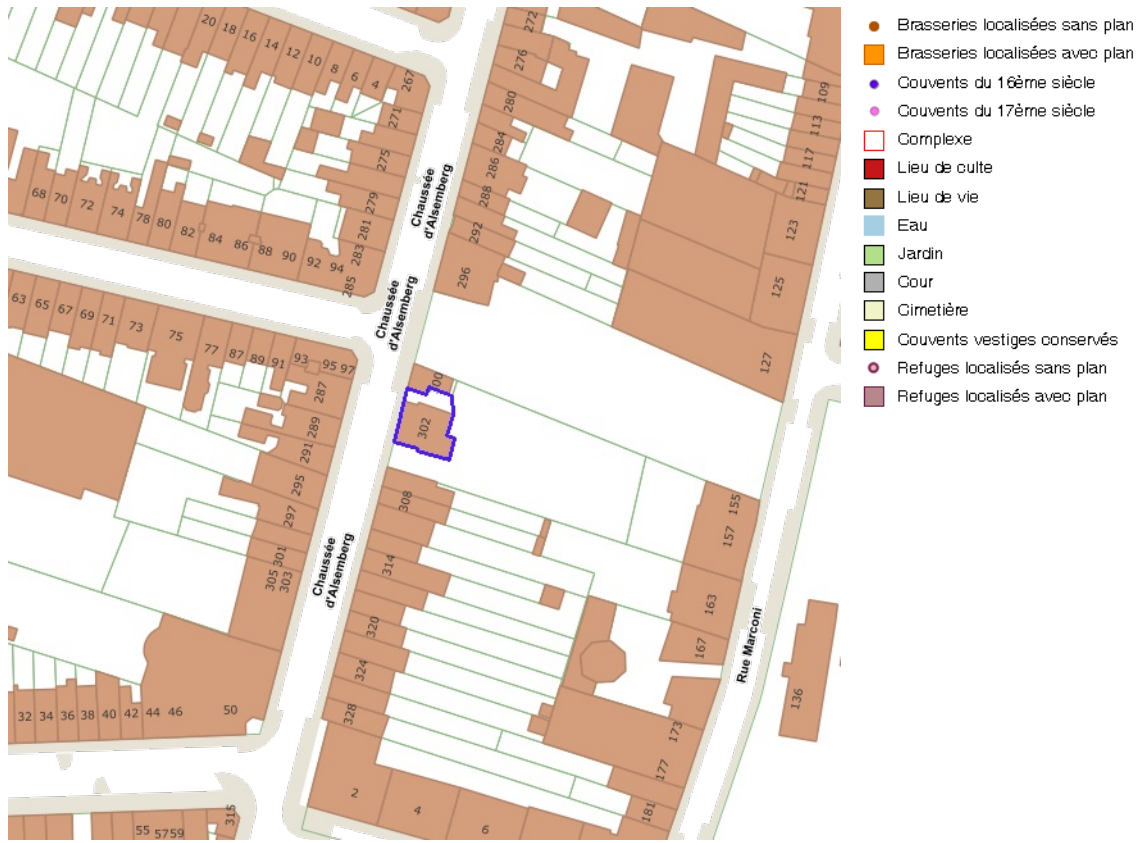 20 18 16 14 12 10 8 6 4 267
271
275
279
281
283
285
68 70 72 74 78 80 82 84 86 88 90 92 94
272
276
280
284
286
288
292
296
109
113
117
121
123
125
127
Chaussée
d'Alsemberg
Chaussée
d'Alsemberg
63 65 67 69 71 73 75 77 87 89 91 93 95 97
287
289
291
295
297
301
303
305
302
308
314
320
324
328
Chaussée
d'Alsemberg
155
157
163
167
173
177
181
Rue Marconi
136
32 34 36 38 40 42 44 46 50
55 57 59
315
2 4 6
Brasseries localisées sans plan
Brasseries localisées avec plan
Couvents du 16ème siècle
Couvents du 17ème siècle
Complexe
Lieu de culte
Lieu de vie
Eau
Jardin
Cour
Cimetière
Couvents vestiges conservés
Refuges localisés sans plan
Refuges localisés avec plan